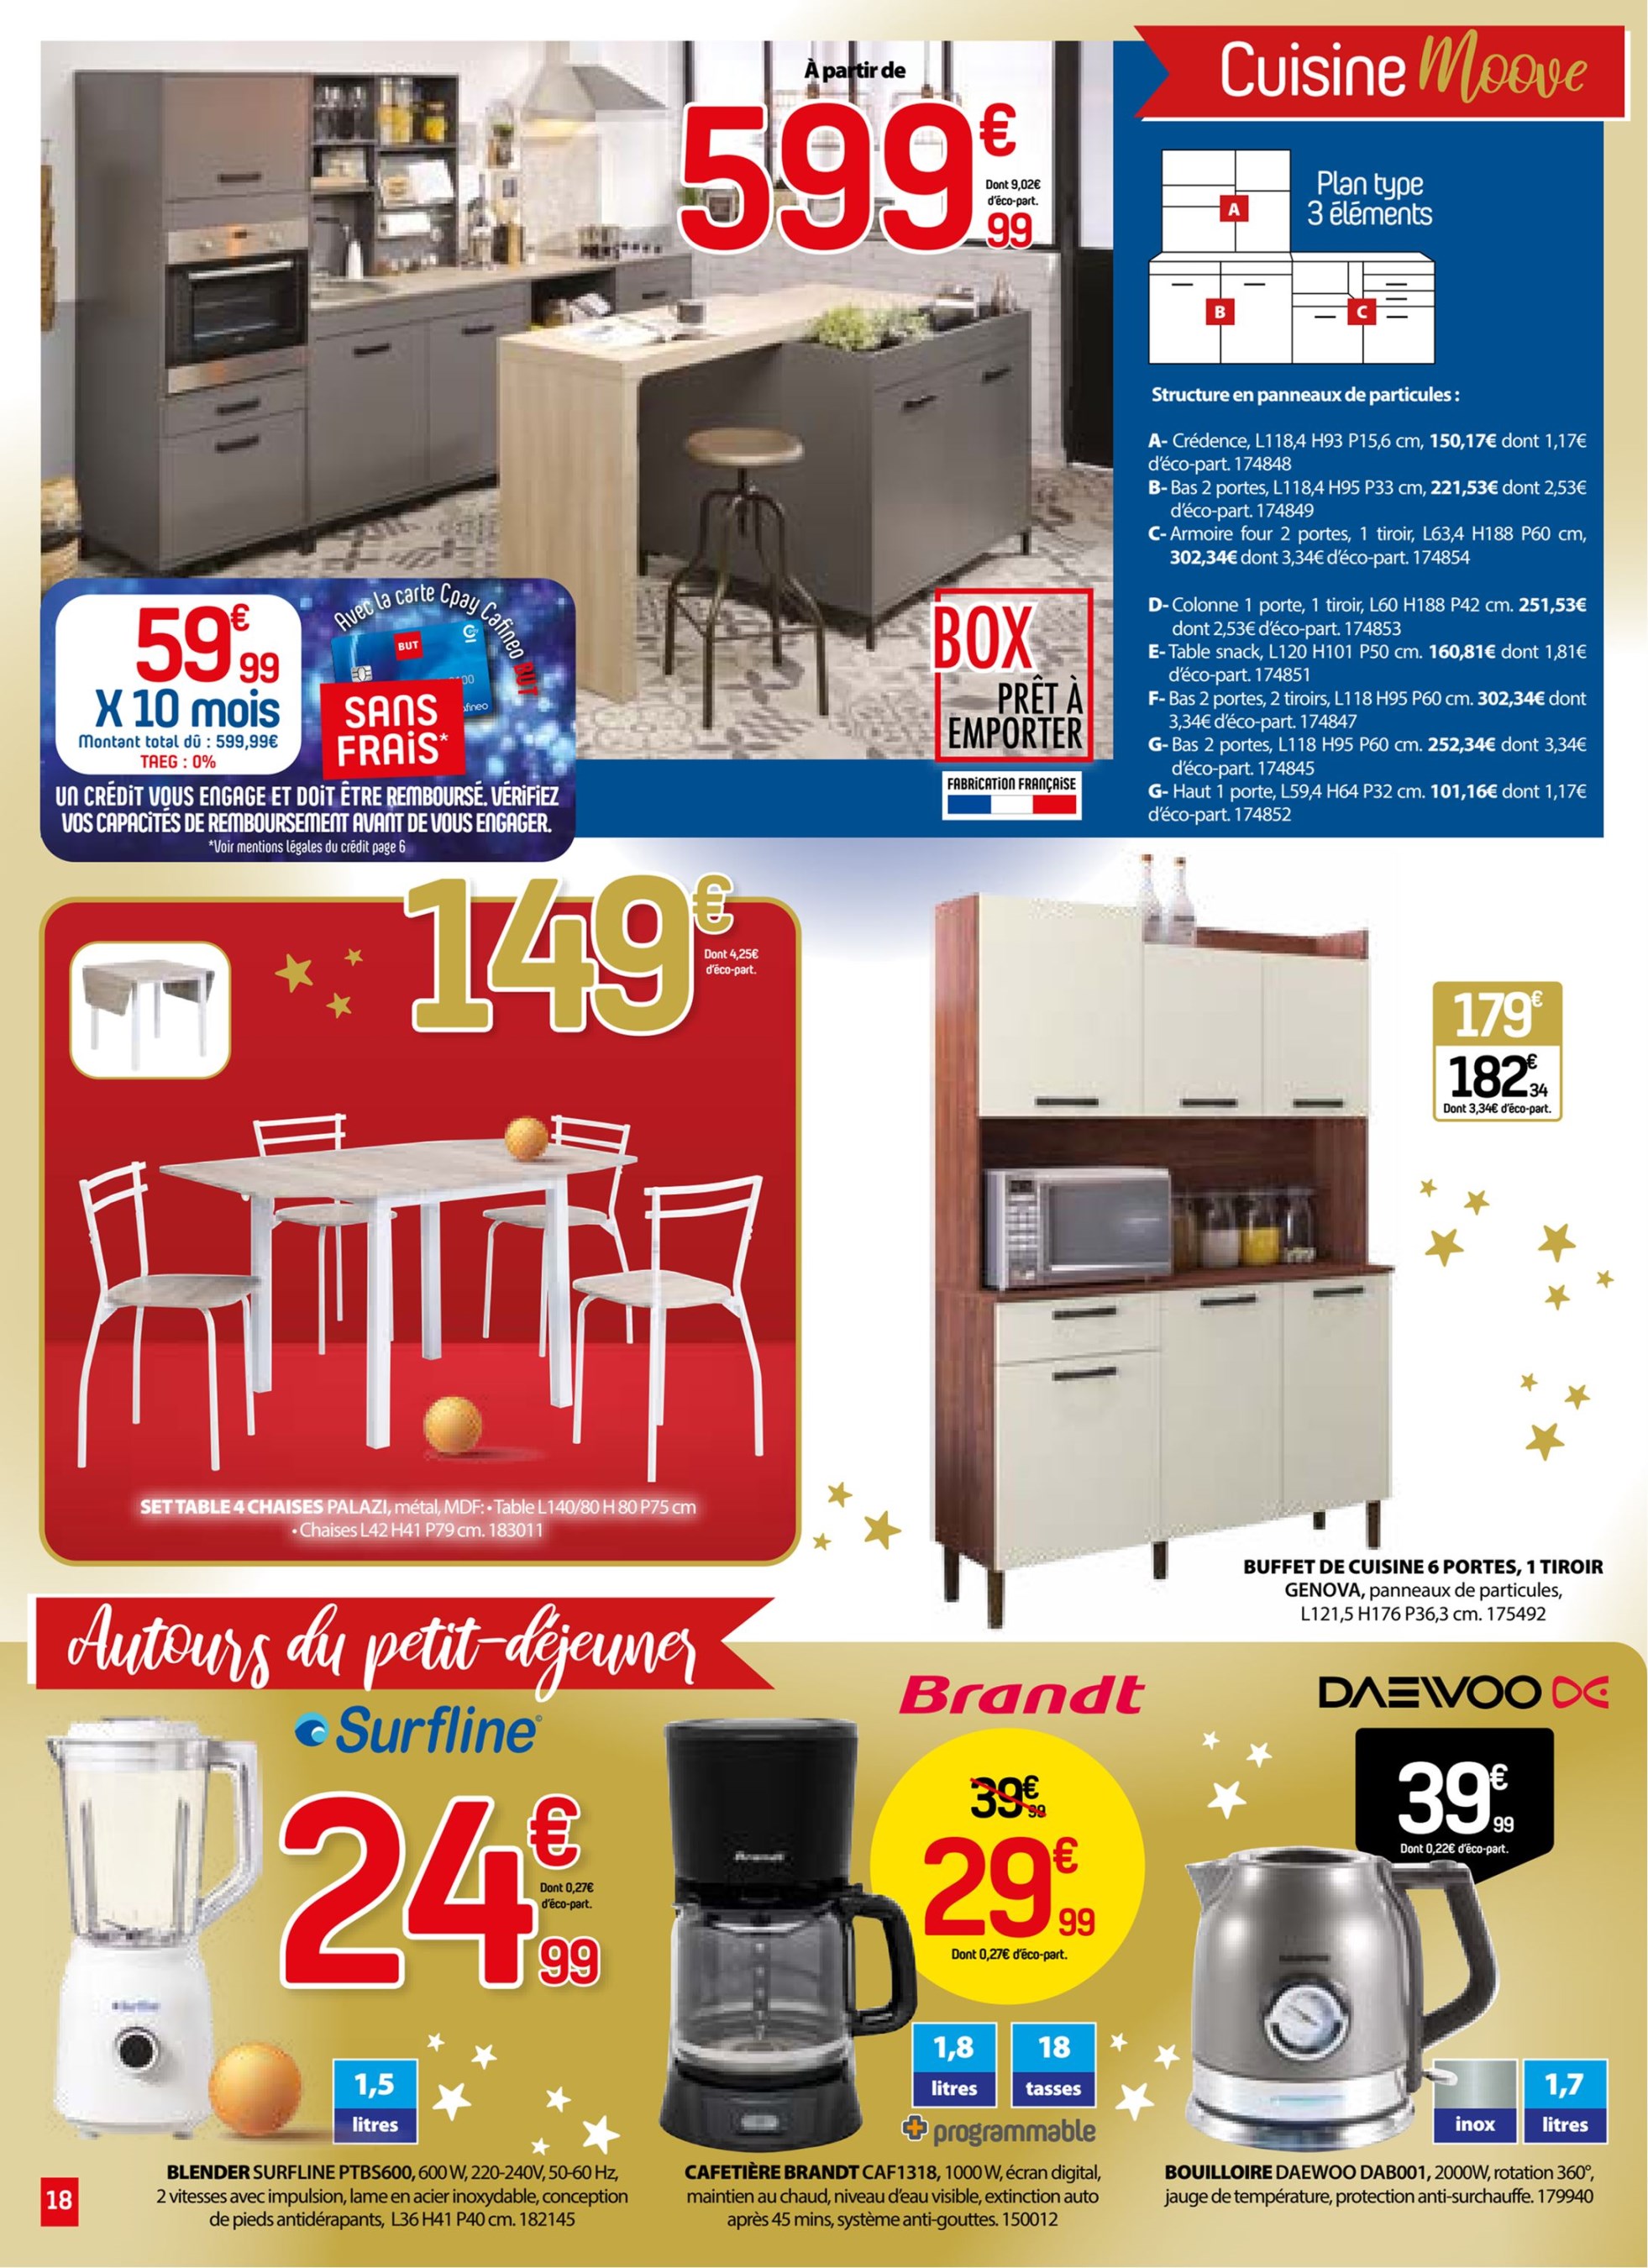 Cuisine Moove
À partir de
599€99
Dont 9,02€
d'éco-part.
Plan type
3 éléments
A
B
C
Structure en panneaux de particules :
A- Crédence, L118,4 H93 P15,6 cm, 150,17€ dont 1,17€
d'éco-part. 174848
B- Bas 2 portes, L118,4 H95 P33 cm, 221,53€ dont 2,53€
d'éco-part. 174849
C- Armoire four 2 portes, 1 tiroir, L63,4 H188 P60 cm,
302,34€ dont 3,34€ d'éco-part. 174854
D- Colonne 1 porte, 1 tiroir, L60 H188 P42 cm. 251,53€
dont 2,53€ d'éco-part. 174853
E- Table snack, L120 H101 P50 cm. 160,81€ dont 1,81€
d'éco-part. 174851
F- Bas 2 portes, 2 tiroirs, L118 H95 P60 cm. 302,34€ dont
3,34€ d'éco-part. 174847
G- Bas 2 portes, L118 H95 P60 cm. 252,34€ dont 3,34€
d'éco-part. 174845
G- Haut 1 porte, L59,4 H64 P32 cm. 101,16€ dont 1,17€
d'éco-part. 174852
BOX
PRÊT À
EMPORTER
FABRICATION FRANÇAISE
59€99
X 10 mois
Montant total dû : 599,99€
TAEG : 0%
Avec la carte Cpay Cafineo BUT
BUT
SANS
FRAIS*
UN CRÉDIT VOUS ENGAGE ET DOIT ÊTRE REMBOURSÉ. VÉRIFIEZ
VOS CAPACITÉS DE REMBOURSEMENT AVANT DE VOUS ENGAGER.
*Voir mentions légales du crédit page 6
149€
Dont 4,25€
d'éco-part.
SET TABLE 4 CHAISES PALAZI, métal, MDF: • Table L140/80 H 80 P75 cm
• Chaises L42 H41 P79 cm. 183011
179€
182€34
Dont 3,34€ d'éco-part.
BUFFET DE CUISINE 6 PORTES, 1 TIROIR
GENOVA, panneaux de particules,
L121,5 H176 P36,3 cm. 175492
Autours du petit-déjeuner
Surfline
24€99
Dont 0,27€
d'éco-part.
1,5
litres
BLENDER SURFLINE PTBS600, 600 W, 220-240V, 50-60 Hz,
2 vitesses avec impulsion, lame en acier inoxydable, conception
de pieds antidérapants, L36 H41 P40 cm. 182145
Brandt
39€99
29€99
Dont 0,27€ d'éco-part.
Brandt
1,8
litres
18
tasses
programmable
CAFETIÈRE BRANDT CAF1318, 1000 W, écran digital,
maintien au chaud, niveau d'eau visible, extinction auto
après 45 mins, système anti-gouttes. 150012
DAEWOO
39€99
Dont 0,22€ d'éco-part.
inox
1,7
litres
BOUILLOIRE DAEWOO DAB001, 2000W, rotation 360°,
jauge de température, protection anti-surchauffe. 179940
18